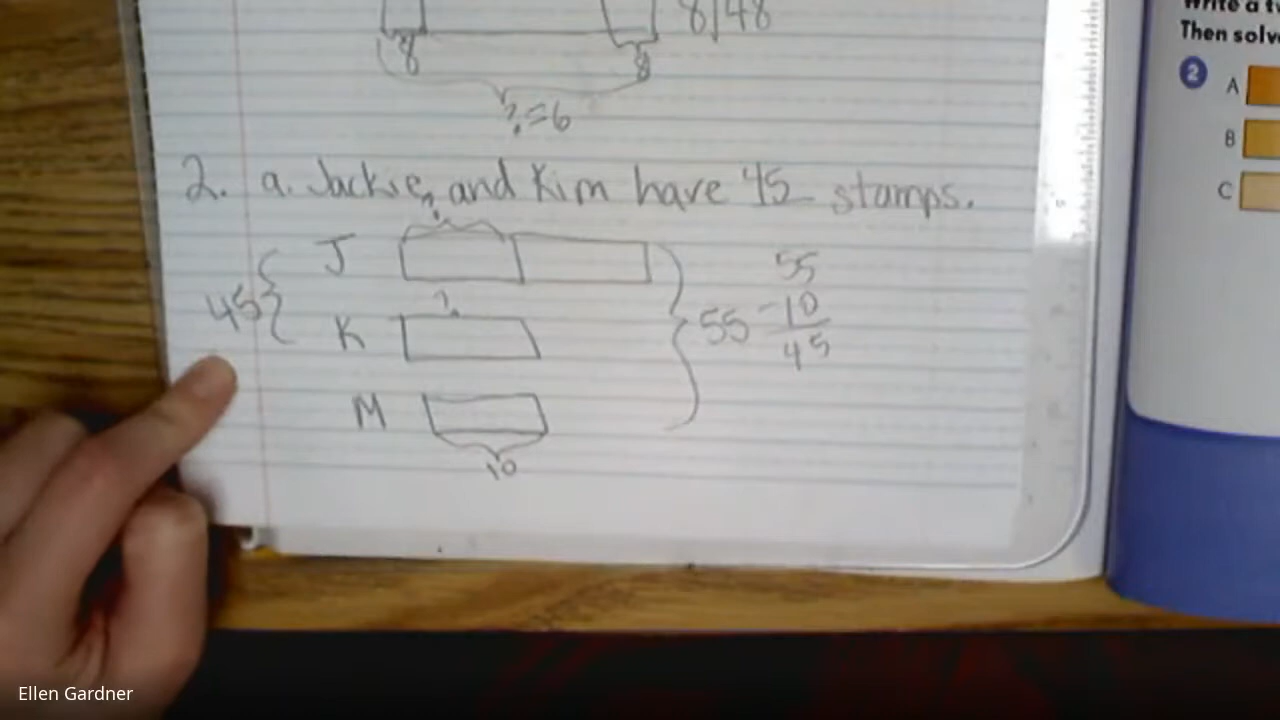 8)48
8 8
?=6
2. a. Jackie and Kim have 45 stamps.
?
J
45
?
K
M
10
55
55
-10
45
Then solv
2 A
B
C
Ellen Gardner